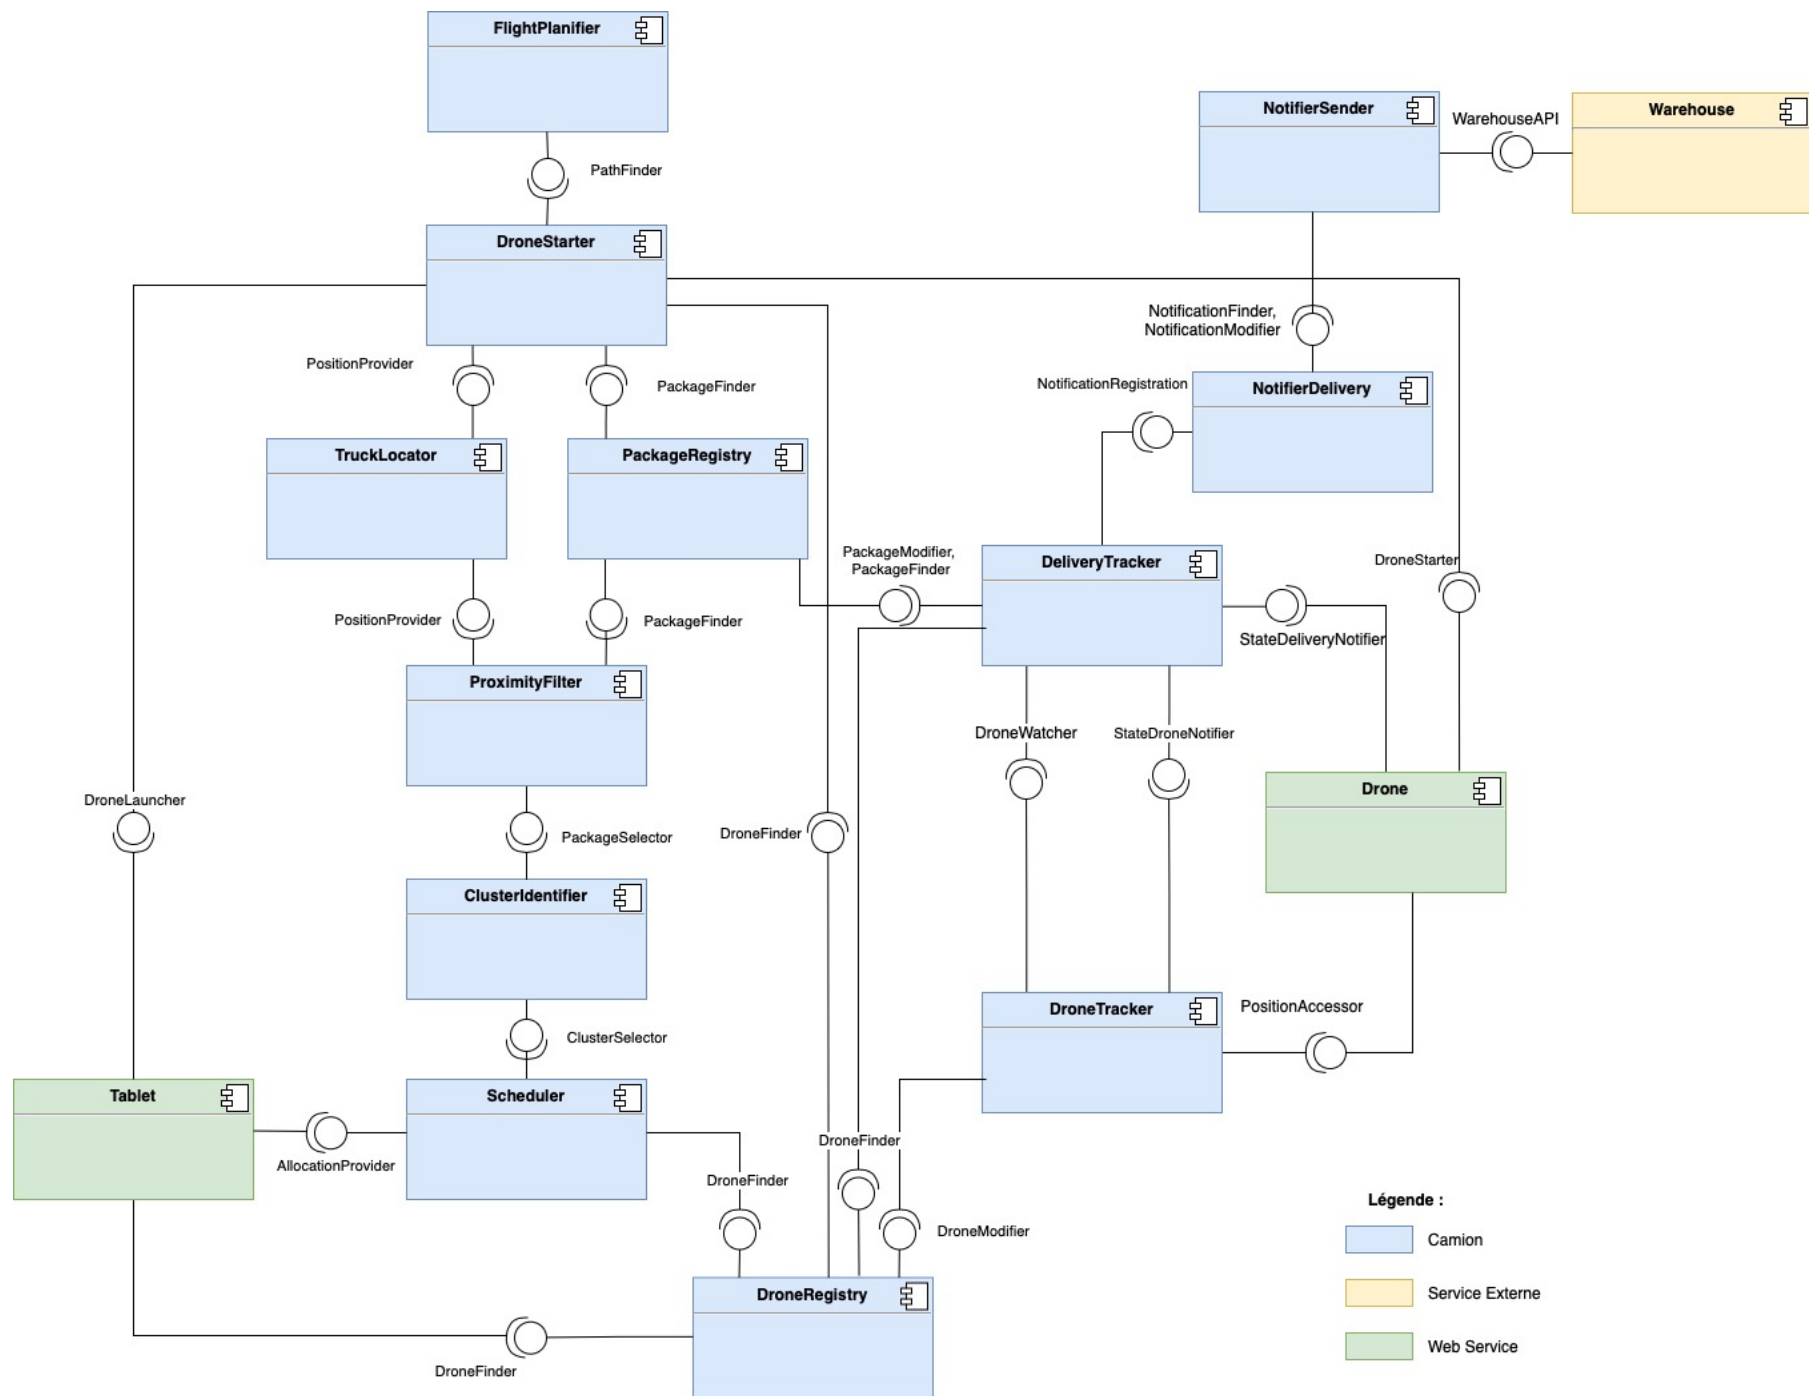 FlightPlanifier
NotifierSender
WarehouseAPI
Warehouse
PathFinder
DroneStarter
NotificationFinder,
NotificationModifier
PositionProvider
PackageFinder
NotificationRegistration
NotifierDelivery
TruckLocator
PackageRegistry
PackageModifier,
PackageFinder
DeliveryTracker
DroneStarter
PositionProvider
PackageFinder
StateDeliveryNotifier
ProximityFilter
DroneWatcher
StateDroneNotifier
Drone
DroneLauncher
PackageSelector
DroneFinder
ClusterIdentifier
ClusterSelector
DroneTracker
PositionAccessor
Tablet
Scheduler
AllocationProvider
DroneFinder
DroneFinder
DroneModifier
DroneRegistry
DroneFinder
Légende :
Camion
Service Externe
Web Service